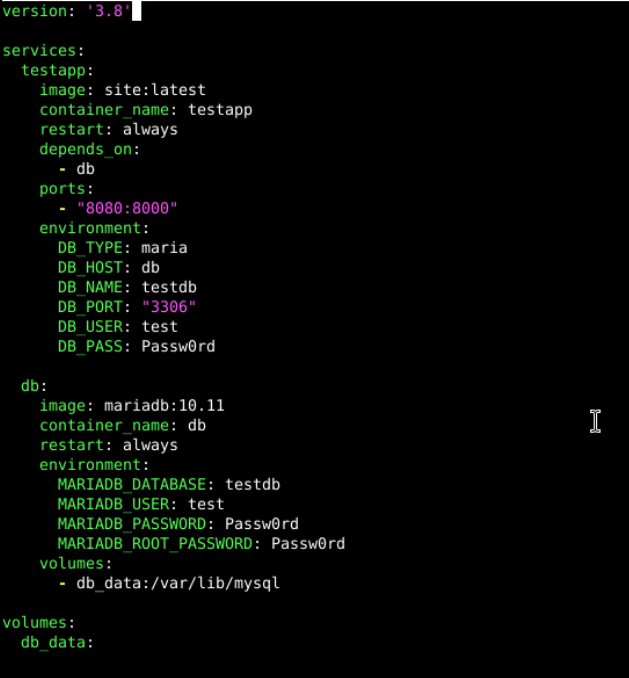 version: '3.8'
services:
  testapp:
    image: site:latest
    container_name: testapp
    restart: always
    depends_on:
      - db
    ports:
      - "8080:8000"
    environment:
      DB_TYPE: maria
      DB_HOST: db
      DB_NAME: testdb
      DB_PORT: "3306"
      DB_USER: test
      DB_PASS: Passw0rd
  db:
    image: mariadb:10.11
    container_name: db
    restart: always
    environment:
      MARIADB_DATABASE: testdb
      MARIADB_USER: test
      MARIADB_PASSWORD: Passw0rd
      MARIADB_ROOT_PASSWORD: Passw0rd
    volumes:
      - db_data:/var/lib/mysql
volumes:
  db_data: